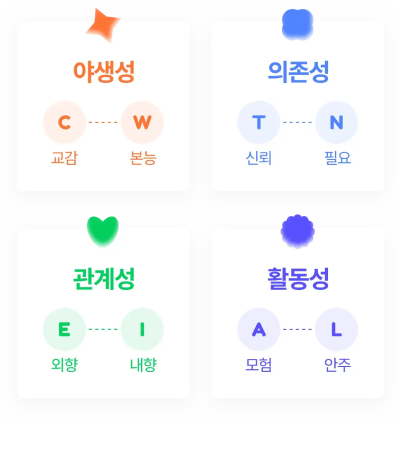 야생성
C W
교감 본능
의존성
T N
신뢰 필요
관계성
E I
외향 내향
활동성
A L
모험 안주